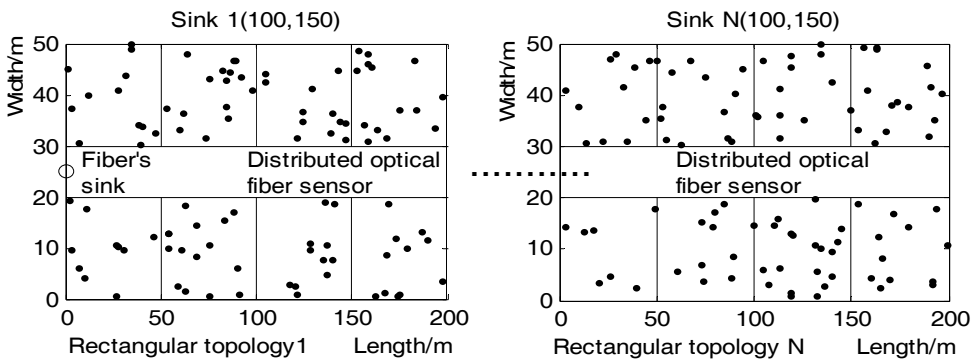 Sink 1(100,150)
Width/m
50
40
30
20
10
0
Fiber's
sink
Distributed optical
fiber sensor
0 50 100 150 200
Rectangular topology1 Length/m
Sink N(100,150)
Width/m
50
40
30
20
10
0
Distributed optical
fiber sensor
0 50 100 150 200
Rectangular topology N Length/m